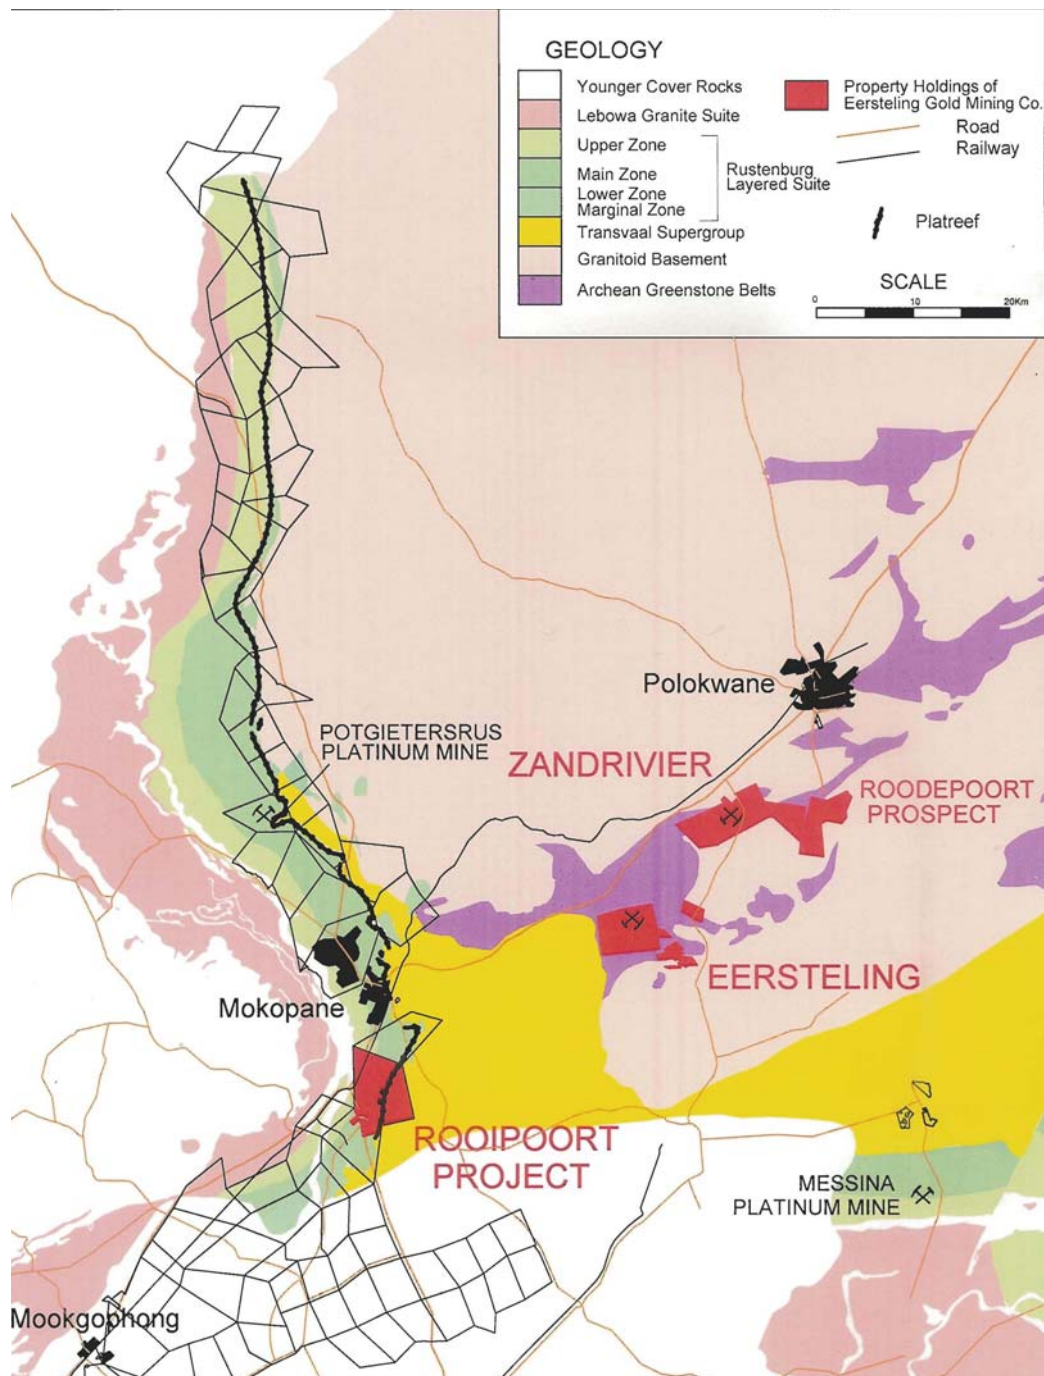 GEOLOGY
Younger Cover Rocks
Lebowa Granite Suite
Upper Zone
Main Zone
Lower Zone
Marginal Zone
Rustenburg
Layered Suite
Transvaal Supergroup
Granitoid Basement
Archean Greenstone Belts
Property Holdings of
Eersteling Gold Mining Co.
Road
Railway
Platreef
SCALE
0 10 20Km
Polokwane
POTGIETERSRUS
PLATINUM MINE
ZANDRIVIER
ROODEPOORT
PROSPECT
EERSTELING
Mokopane
ROOIPOORT
PROJECT
MESSINA
PLATINUM MINE
Mookgophong